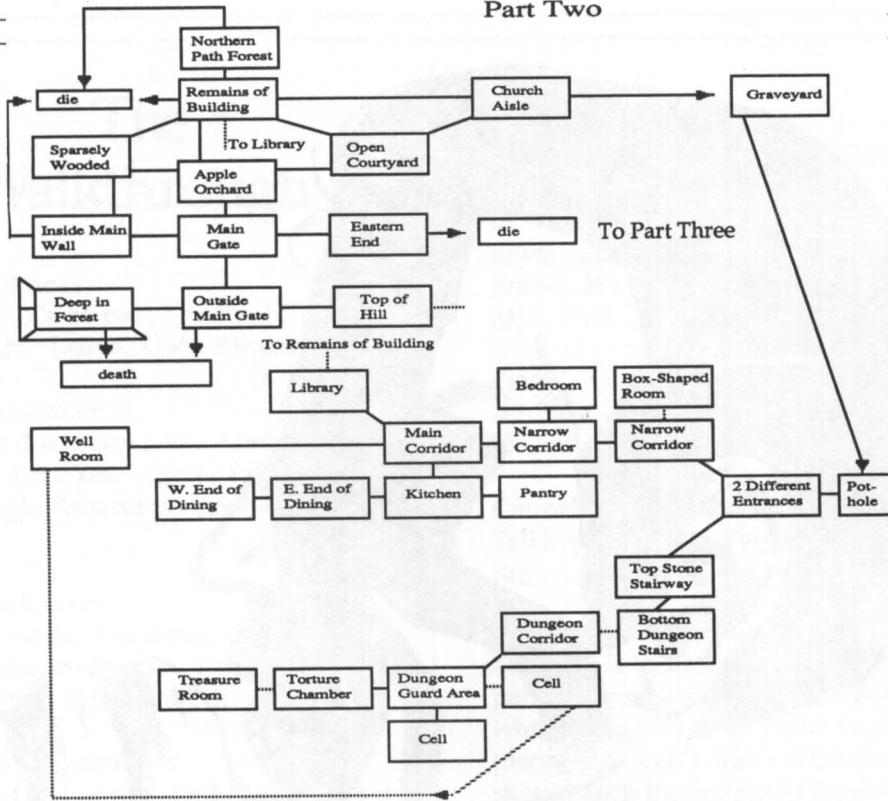 Part Two
Northern
Path Forest
die
Remains of
Building
Church
Aisle
Graveyard
To Library
Sparsely
Wooded
Open
Courtyard
Apple
Orchard
Inside Main
Wall
Main
Gate
Eastern
End
die
To Part Three
Deep in
Forest
Outside
Main Gate
Top of
Hill
To Remains of Building
death
Library
Bedroom
Box-Shaped
Room
Well
Room
Main
Corridor
Narrow
Corridor
Narrow
Corridor
W. End of
Dining
E. End of
Dining
Kitchen
Pantry
2 Different
Entrances
Pot-
hole
Top Stone
Stairway
Dungeon
Corridor
Bottom
Dungeon
Stairs
Treasure
Room
Torture
Chamber
Dungeon
Guard Area
Cell
Cell